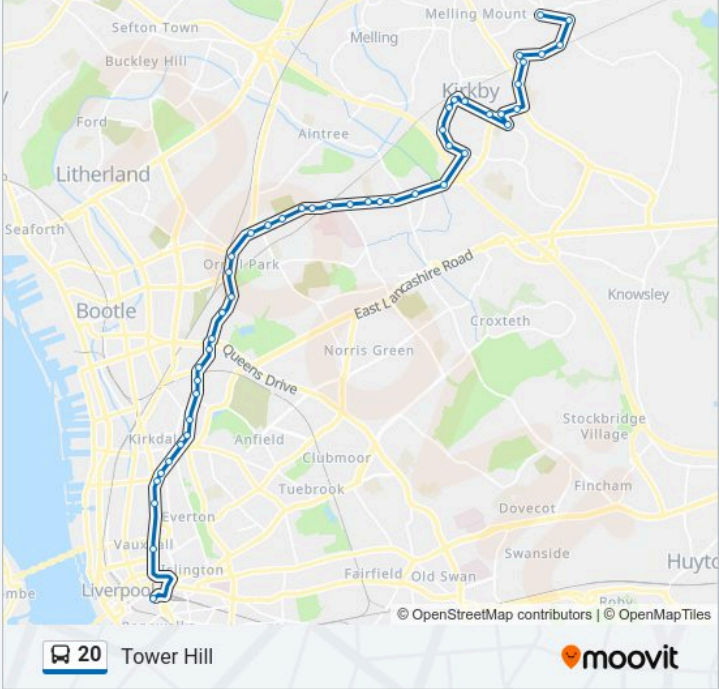 Melling Mount
Sefton Town
Melling
Buckley Hill
Kirkby
Ford
Aintree
Litherland
Seaforth
Orrell Park
East Lancashire Road
Knowsley
Bootle
Croxteth
Queens Drive
Norris Green
Stockbridge
Village
Kirkdale
Anfield
Clubmoor
Tuebrook
Fincham
Everton
Dovecot
Vauxhall
Swanside
Islington
Fairfield
Old Swan
Huyto
mbe
Liverpool
© OpenStreetMap contributors | © OpenMapTiles
20 Tower Hill
moovit